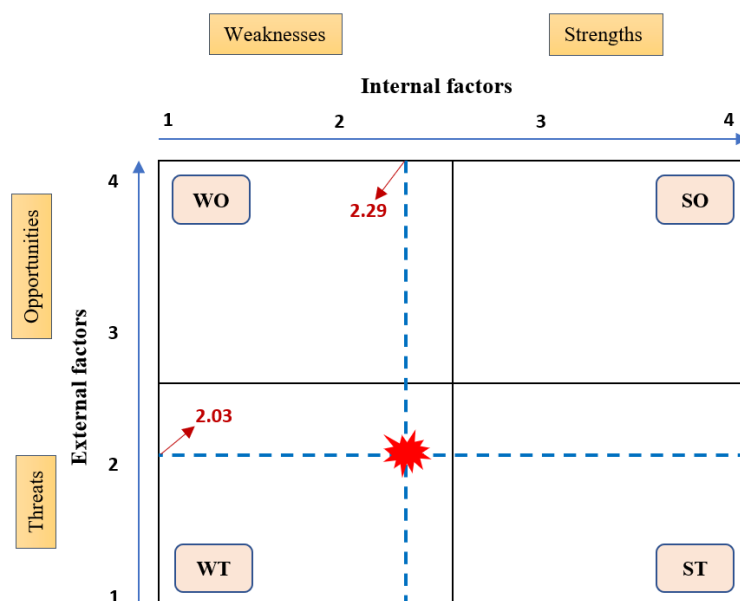 Weaknesses
Strengths
Internal factors
1
2
3
4
4
WO
SO
2.29
Opportunities
3
External factors
2.03
2
Threats
WT
ST
1